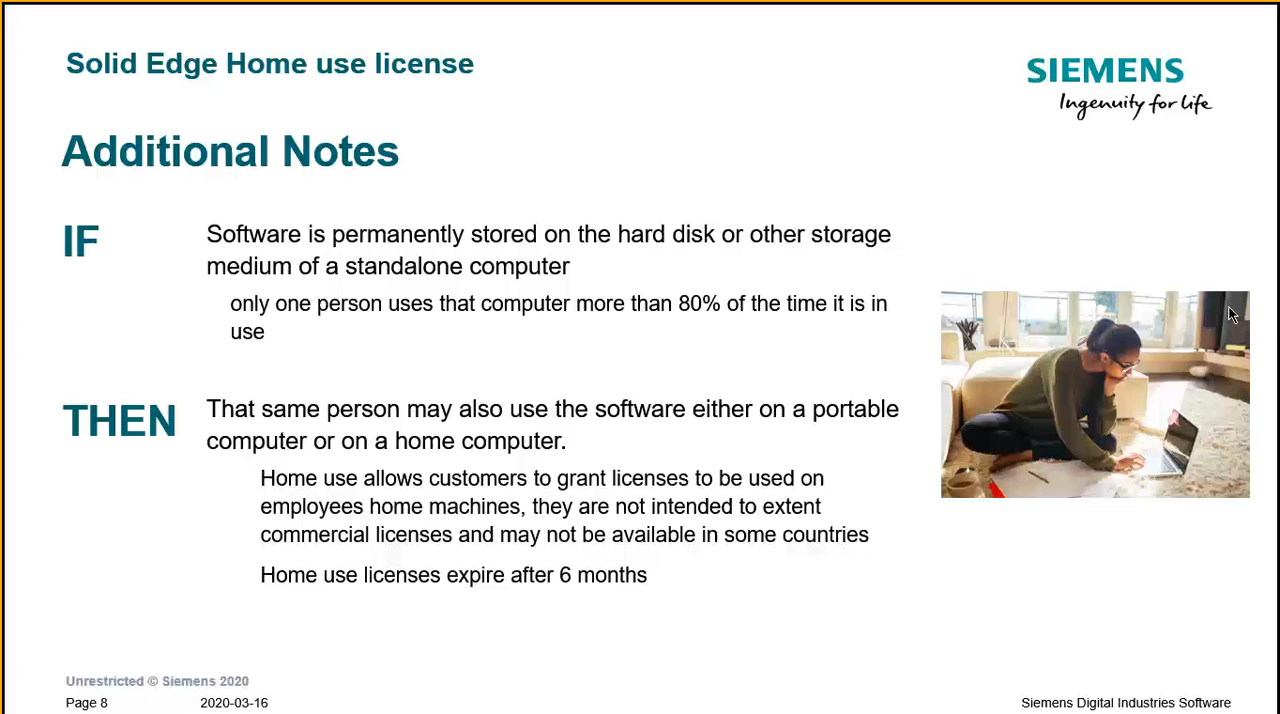 Solid Edge Home use license
SIEMENS
Ingenuity for life
Additional Notes
IF
Software is permanently stored on the hard disk or other storage
medium of a standalone computer
only one person uses that computer more than 80% of the time it is in
use
THEN
That same person may also use the software either on a portable
computer or on a home computer.
Home use allows customers to grant licenses to be used on
employees home machines, they are not intended to extent
commercial licenses and may not be available in some countries
Home use licenses expire after 6 months
Unrestricted © Siemens 2020
Page 8 2020-03-16 Siemens Digital Industries Software